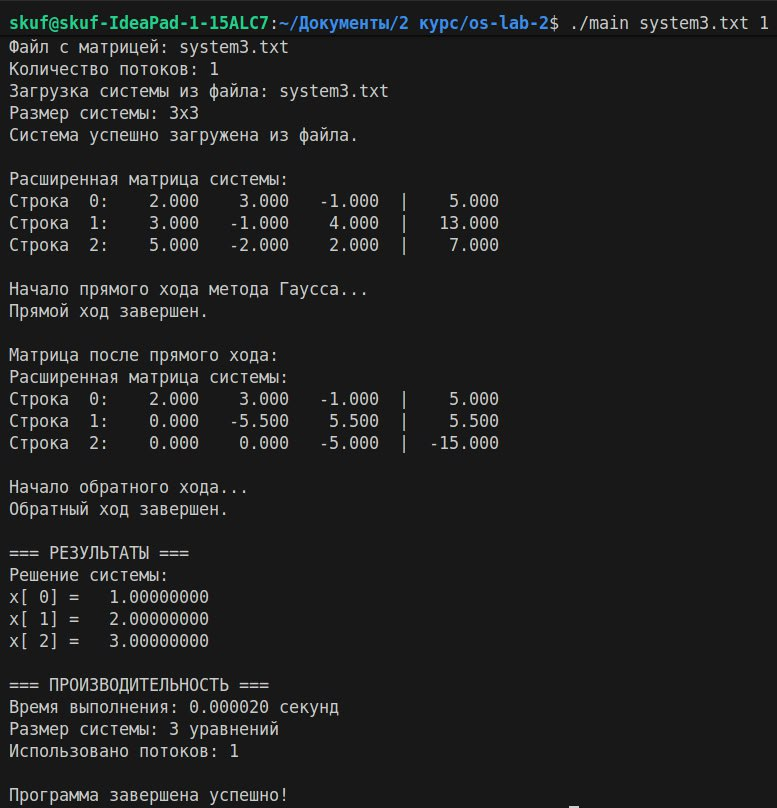 skuf@skuf-IdeaPad-1-15ALC7:~/Документы/2 курс/os-lab-2$ ./main system3.txt 1
Файл с матрицей: system3.txt
Количество потоков: 1
Загрузка системы из файла: system3.txt
Размер системы: 3x3
Система успешно загружена из файла.

Расширенная матрица системы:
Строка  0:    2.000    3.000   -1.000  |    5.000
Строка  1:    3.000   -1.000    4.000  |   13.000
Строка  2:    5.000   -2.000    2.000  |    7.000

Начало прямого хода метода Гаусса...
Прямой ход завершен.

Матрица после прямого хода:
Расширенная матрица системы:
Строка  0:    2.000    3.000   -1.000  |    5.000
Строка  1:    0.000   -5.500    5.500  |    5.500
Строка  2:    0.000    0.000   -5.000  |  -15.000

Начало обратного хода...
Обратный ход завершен.

=== РЕЗУЛЬТАТЫ ===
Решение системы:
x[ 0] =   1.00000000
x[ 1] =   2.00000000
x[ 2] =   3.00000000

=== ПРОИЗВОДИТЕЛЬНОСТЬ ===
Время выполнения: 0.000020 секунд
Размер системы: 3 уравнений
Использовано потоков: 1

Программа завершена успешно!